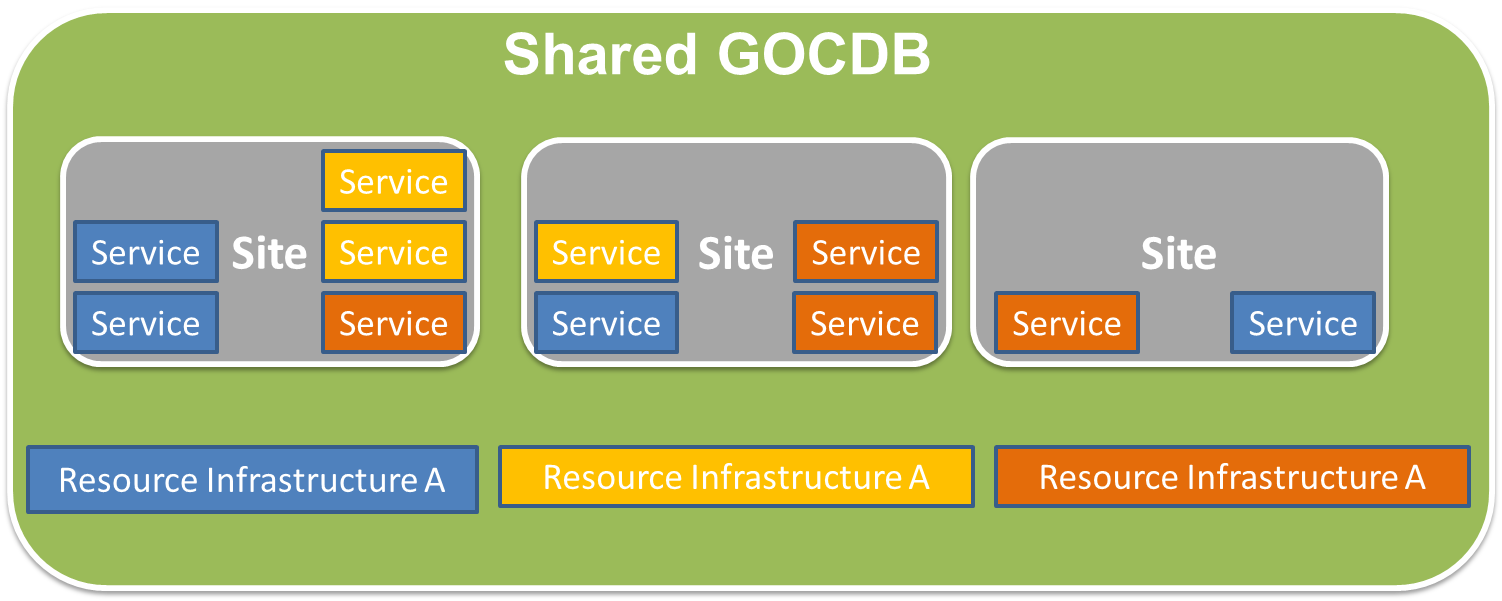 Shared GOCDB
Service
Service Site Service
Service Service
Service Site Service
Service Service
Site
Service Service
Resource Infrastructure A
Resource Infrastructure A
Resource Infrastructure A